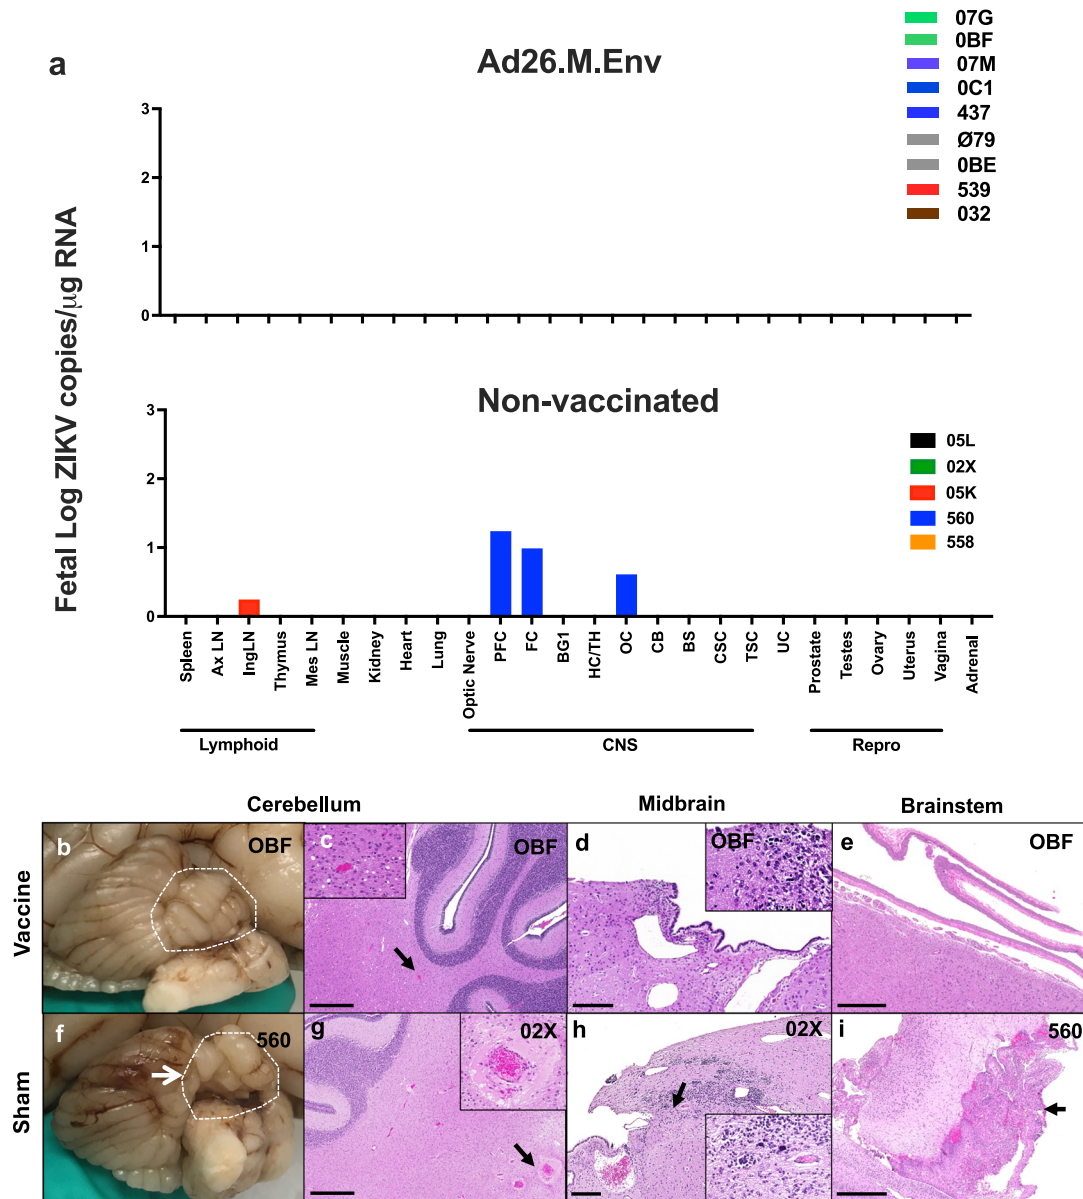 a
Ad26.M.Env
07G
0BF
07M
0C1
437
Ø79
0BE
539
032
Fetal Log ZIKV copies/µg RNA
3
2
1
0
Non-vaccinated
05L
02X
05K
560
558
3
2
1
0
Spleen
Ax LN
IngLN
Thymus
Mes LN
Muscle
Kidney
Heart
Lung
Optic Nerve
PFC
FC
BG1
HC/TH
OC
CB
BS
CSC
TSC
UC
Prostate
Testes
Ovary
Uterus
Vagina
Adrenal
Lymphoid
CNS
Repro
Cerebellum
Midbrain
Brainstem
Vaccine
b
OBF
c
OBF
d
OBF
e
OBF
Sham
f
560
g
02X
h
02X
i
560